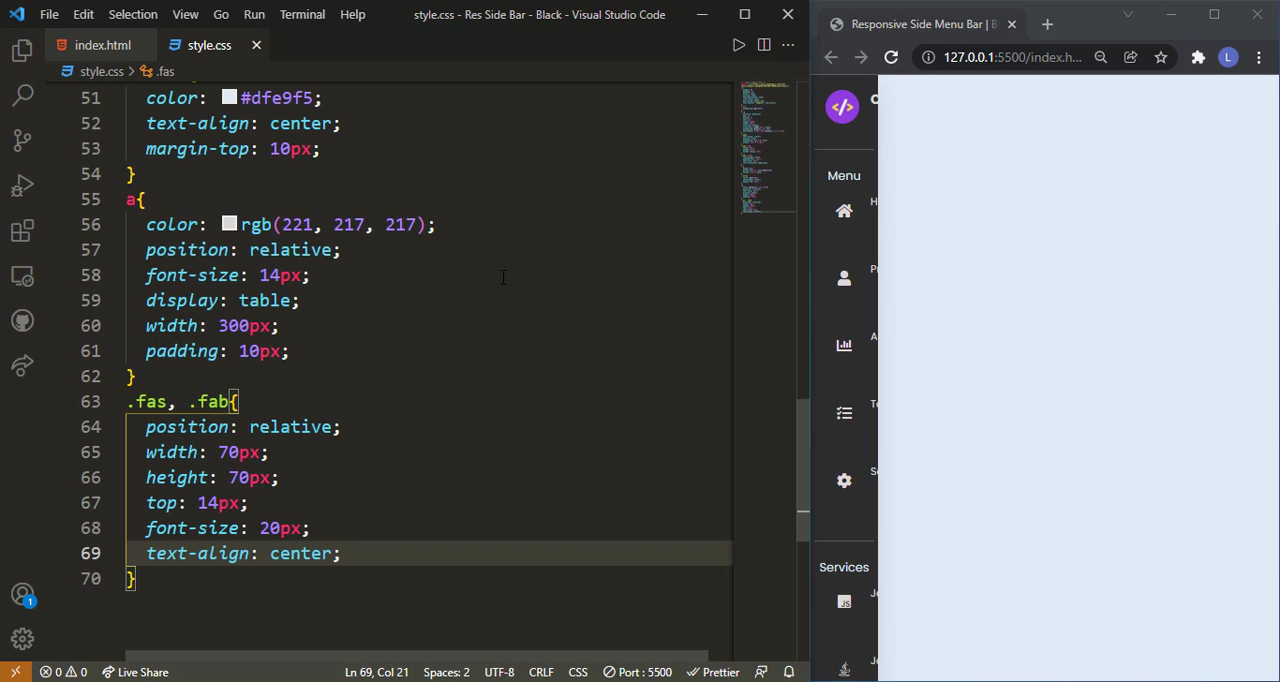 File Edit Selection View Go Run Terminal Help style.css - Res Side Bar - Black - Visual Studio Code
index.html style.css
style.css > .fas
51 color: #dfe9f5;
52 text-align: center;
53 margin-top: 10px;
54 }
55 a{
56 color: rgb(221, 217, 217);
57 position: relative;
58 font-size: 14px;
59 display: table;
60 width: 300px;
61 padding: 10px;
62 }
63 .fas, .fab{
64 position: relative;
65 width: 70px;
66 height: 70px;
67 top: 14px;
68 font-size: 20px;
69 text-align: center;
70 }
1
0 0 Live Share Ln 69, Col 21 Spaces: 2 UTF-8 CRLF CSS Port : 5500 Prettier
Responsive Side Menu Bar |
127.0.0.1:5500/index.h... L
</>
Menu
Services
JS